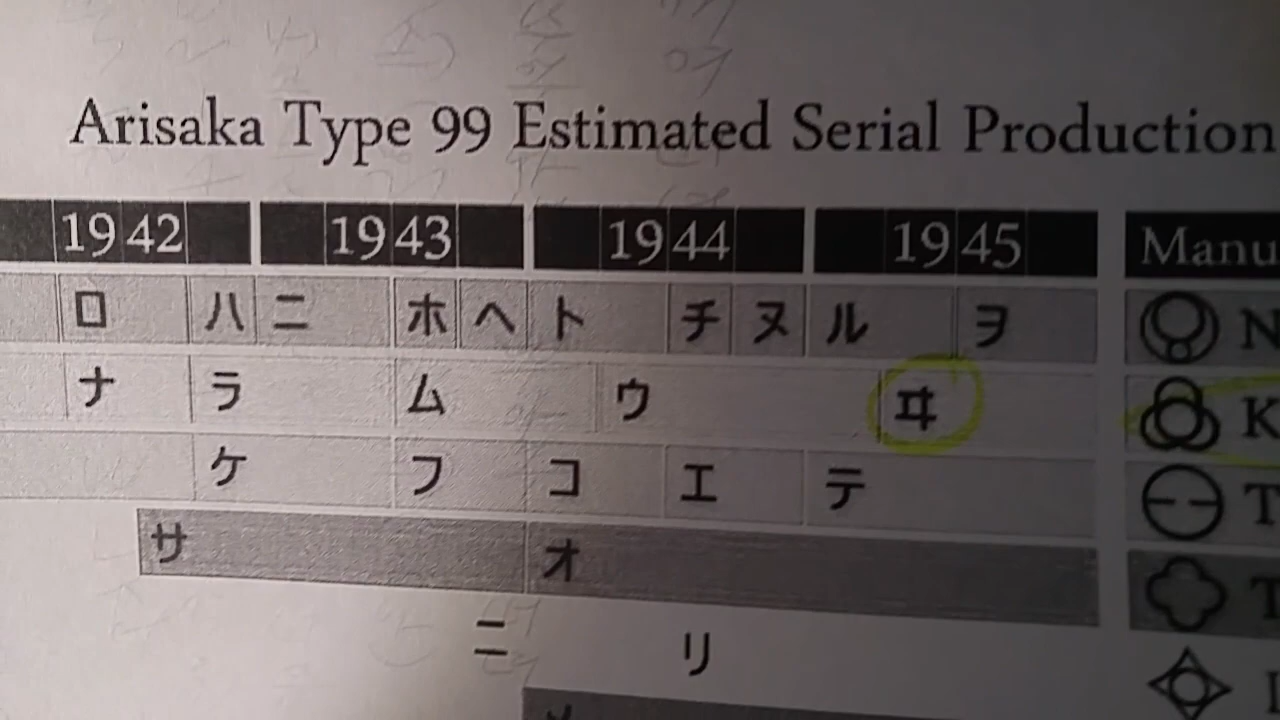 Arisaka Type 99 Estimated Serial Production
1942 1943 1944 1945 Manu
ロ ハ ニ ホ ヘ ト チ ヌ ル ヲ N
ナ ラ ム ウ ヰ K
ケ フ コ エ テ T
サ オ T
ニ リ